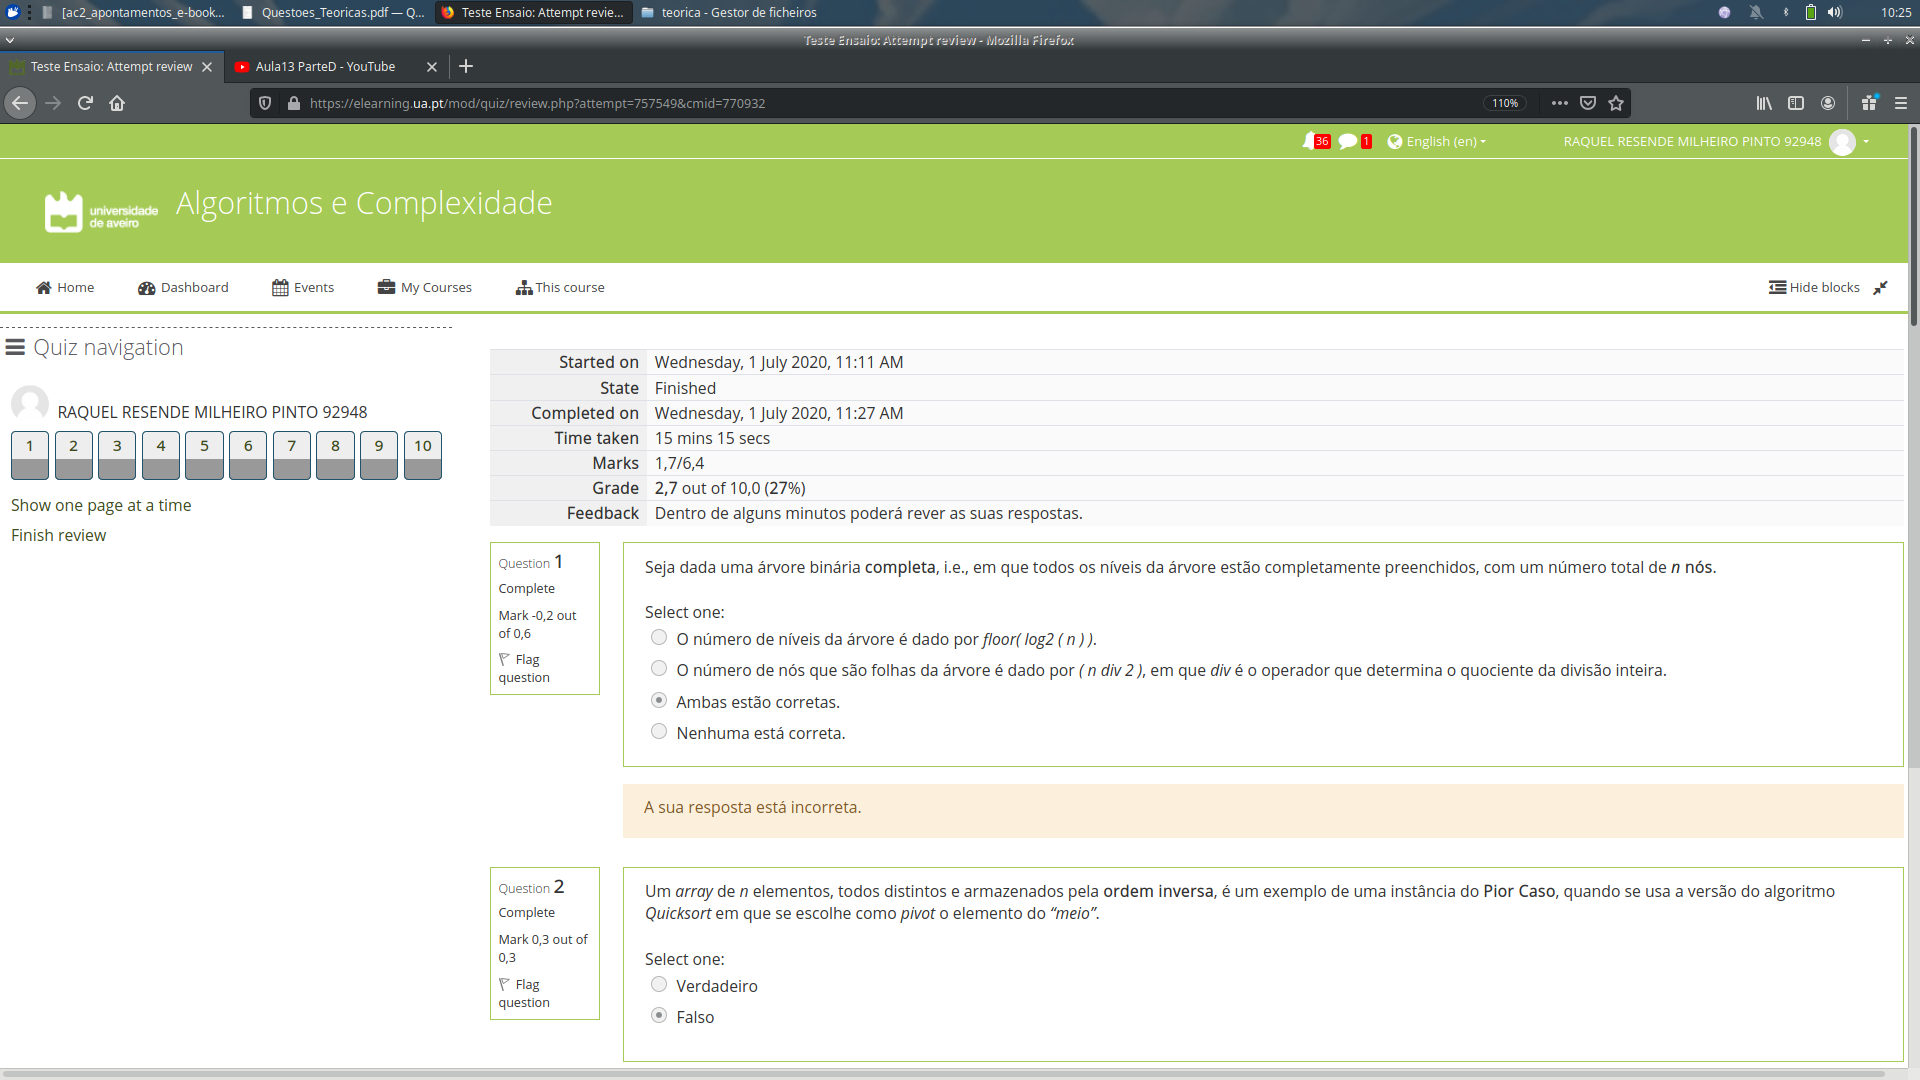 [ac2_apontamentos_e-book...
Questoes_Teoricas.pdf — Q...
Teste Ensaio: Attempt revie...
teorica - Gestor de ficheiros
10:25
Teste Ensaio: Attempt review - Mozilla Firefox
Teste Ensaio: Attempt review
Aula13 ParteD - YouTube
https://elearning.ua.pt/mod/quiz/review.php?attempt=757549&cmid=770932
110%
36
1
English (en)
RAQUEL RESENDE MILHEIRO PINTO 92948
universidade
de aveiro
Algoritmos e Complexidade
Home
Dashboard
Events
My Courses
This course
Hide blocks
Quiz navigation
RAQUEL RESENDE MILHEIRO PINTO 92948
1 2 3 4 5 6 7 8 9 10
Show one page at a time
Finish review
Started on Wednesday, 1 July 2020, 11:11 AM
State Finished
Completed on Wednesday, 1 July 2020, 11:27 AM
Time taken 15 mins 15 secs
Marks 1,7/6,4
Grade 2,7 out of 10,0 (27%)
Feedback Dentro de alguns minutos poderá rever as suas respostas.
Question 1
Complete
Mark -0,2 out
of 0,6
Flag
question
Seja dada uma árvore binária completa, i.e., em que todos os níveis da árvore estão completamente preenchidos, com um número total de n nós.
Select one:
O número de níveis da árvore é dado por floor( log2 ( n ) ).
O número de nós que são folhas da árvore é dado por ( n div 2 ), em que div é o operador que determina o quociente da divisão inteira.
Ambas estão corretas.
Nenhuma está correta.
A sua resposta está incorreta.
Question 2
Complete
Mark 0,3 out of
0,3
Flag
question
Um array de n elementos, todos distintos e armazenados pela ordem inversa, é um exemplo de uma instância do Pior Caso, quando se usa a versão do algoritmo
Quicksort em que se escolhe como pivot o elemento do “meio”.
Select one:
Verdadeiro
Falso